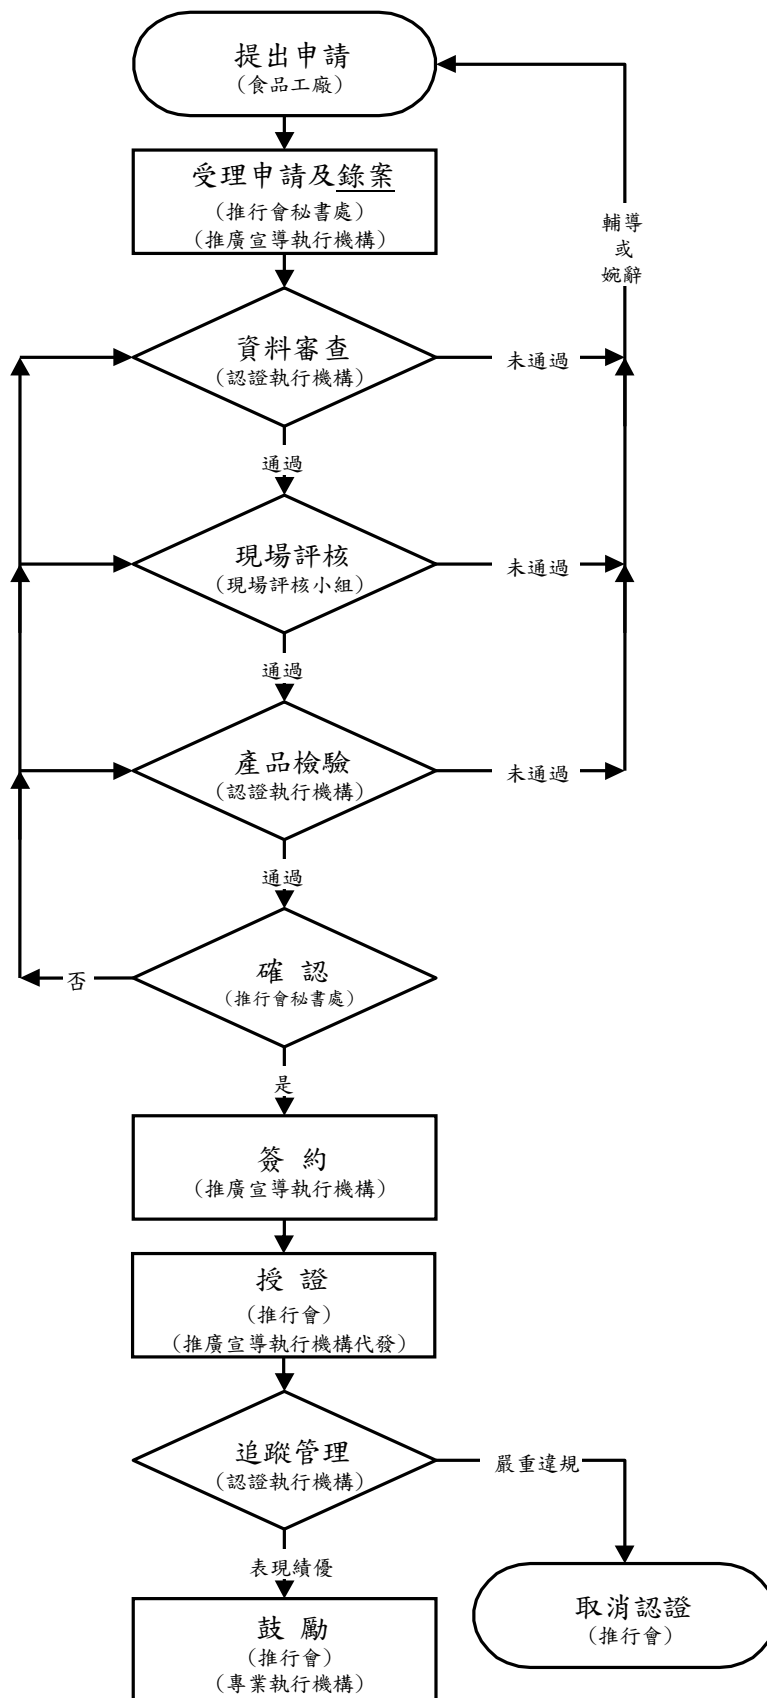 提出申請
（食品工廠）
受理申請及錄案
（推行會秘書處）
（推廣宣導執行機構）
輔導
或
婉辭
資料審查
（認證執行機構）
未通過
通過
現場評核
（現場評核小組）
未通過
通過
產品檢驗
（認證執行機構）
未通過
通過
確 認
（推行會秘書處）
否
是
簽 約
（推廣宣導執行機構）
授 證
（推行會）
（推廣宣導執行機構代發）
追蹤管理
（認證執行機構）
嚴重違規
表現績優
鼓 勵
（推行會）
（專業執行機構）
取消認證
（推行會）